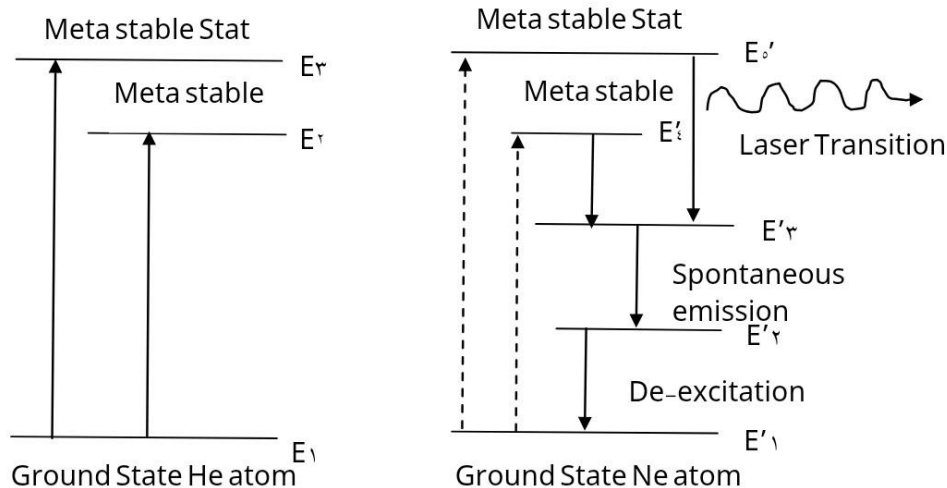 Meta stable Stat
E٣
Meta stable
E٢
E١
Ground State He atom
Meta stable Stat
E٥'
Meta stable
E'٤
Laser Transition
E'٣
Spontaneous
emission
E'٢
De-excitation
E'١
Ground State Ne atom